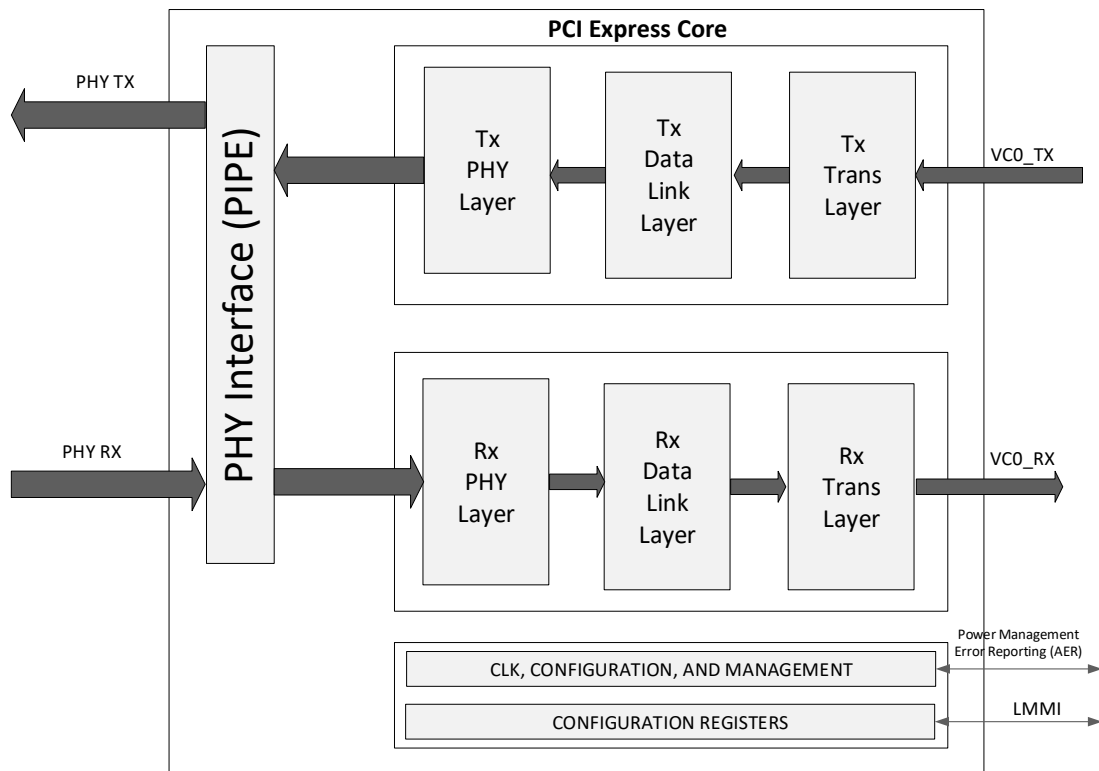 PCI Express Core
PHY TX
PHY Interface (PIPE)
Tx
PHY
Layer
Tx
Data
Link
Layer
Tx
Trans
Layer
VC0_TX
PHY RX
Rx
PHY
Layer
Rx
Data
Link
Layer
Rx
Trans
Layer
VC0_RX
Power Management
Error Reporting (AER)
CLK, CONFIGURATION, AND MANAGEMENT
CONFIGURATION REGISTERS
LMMI